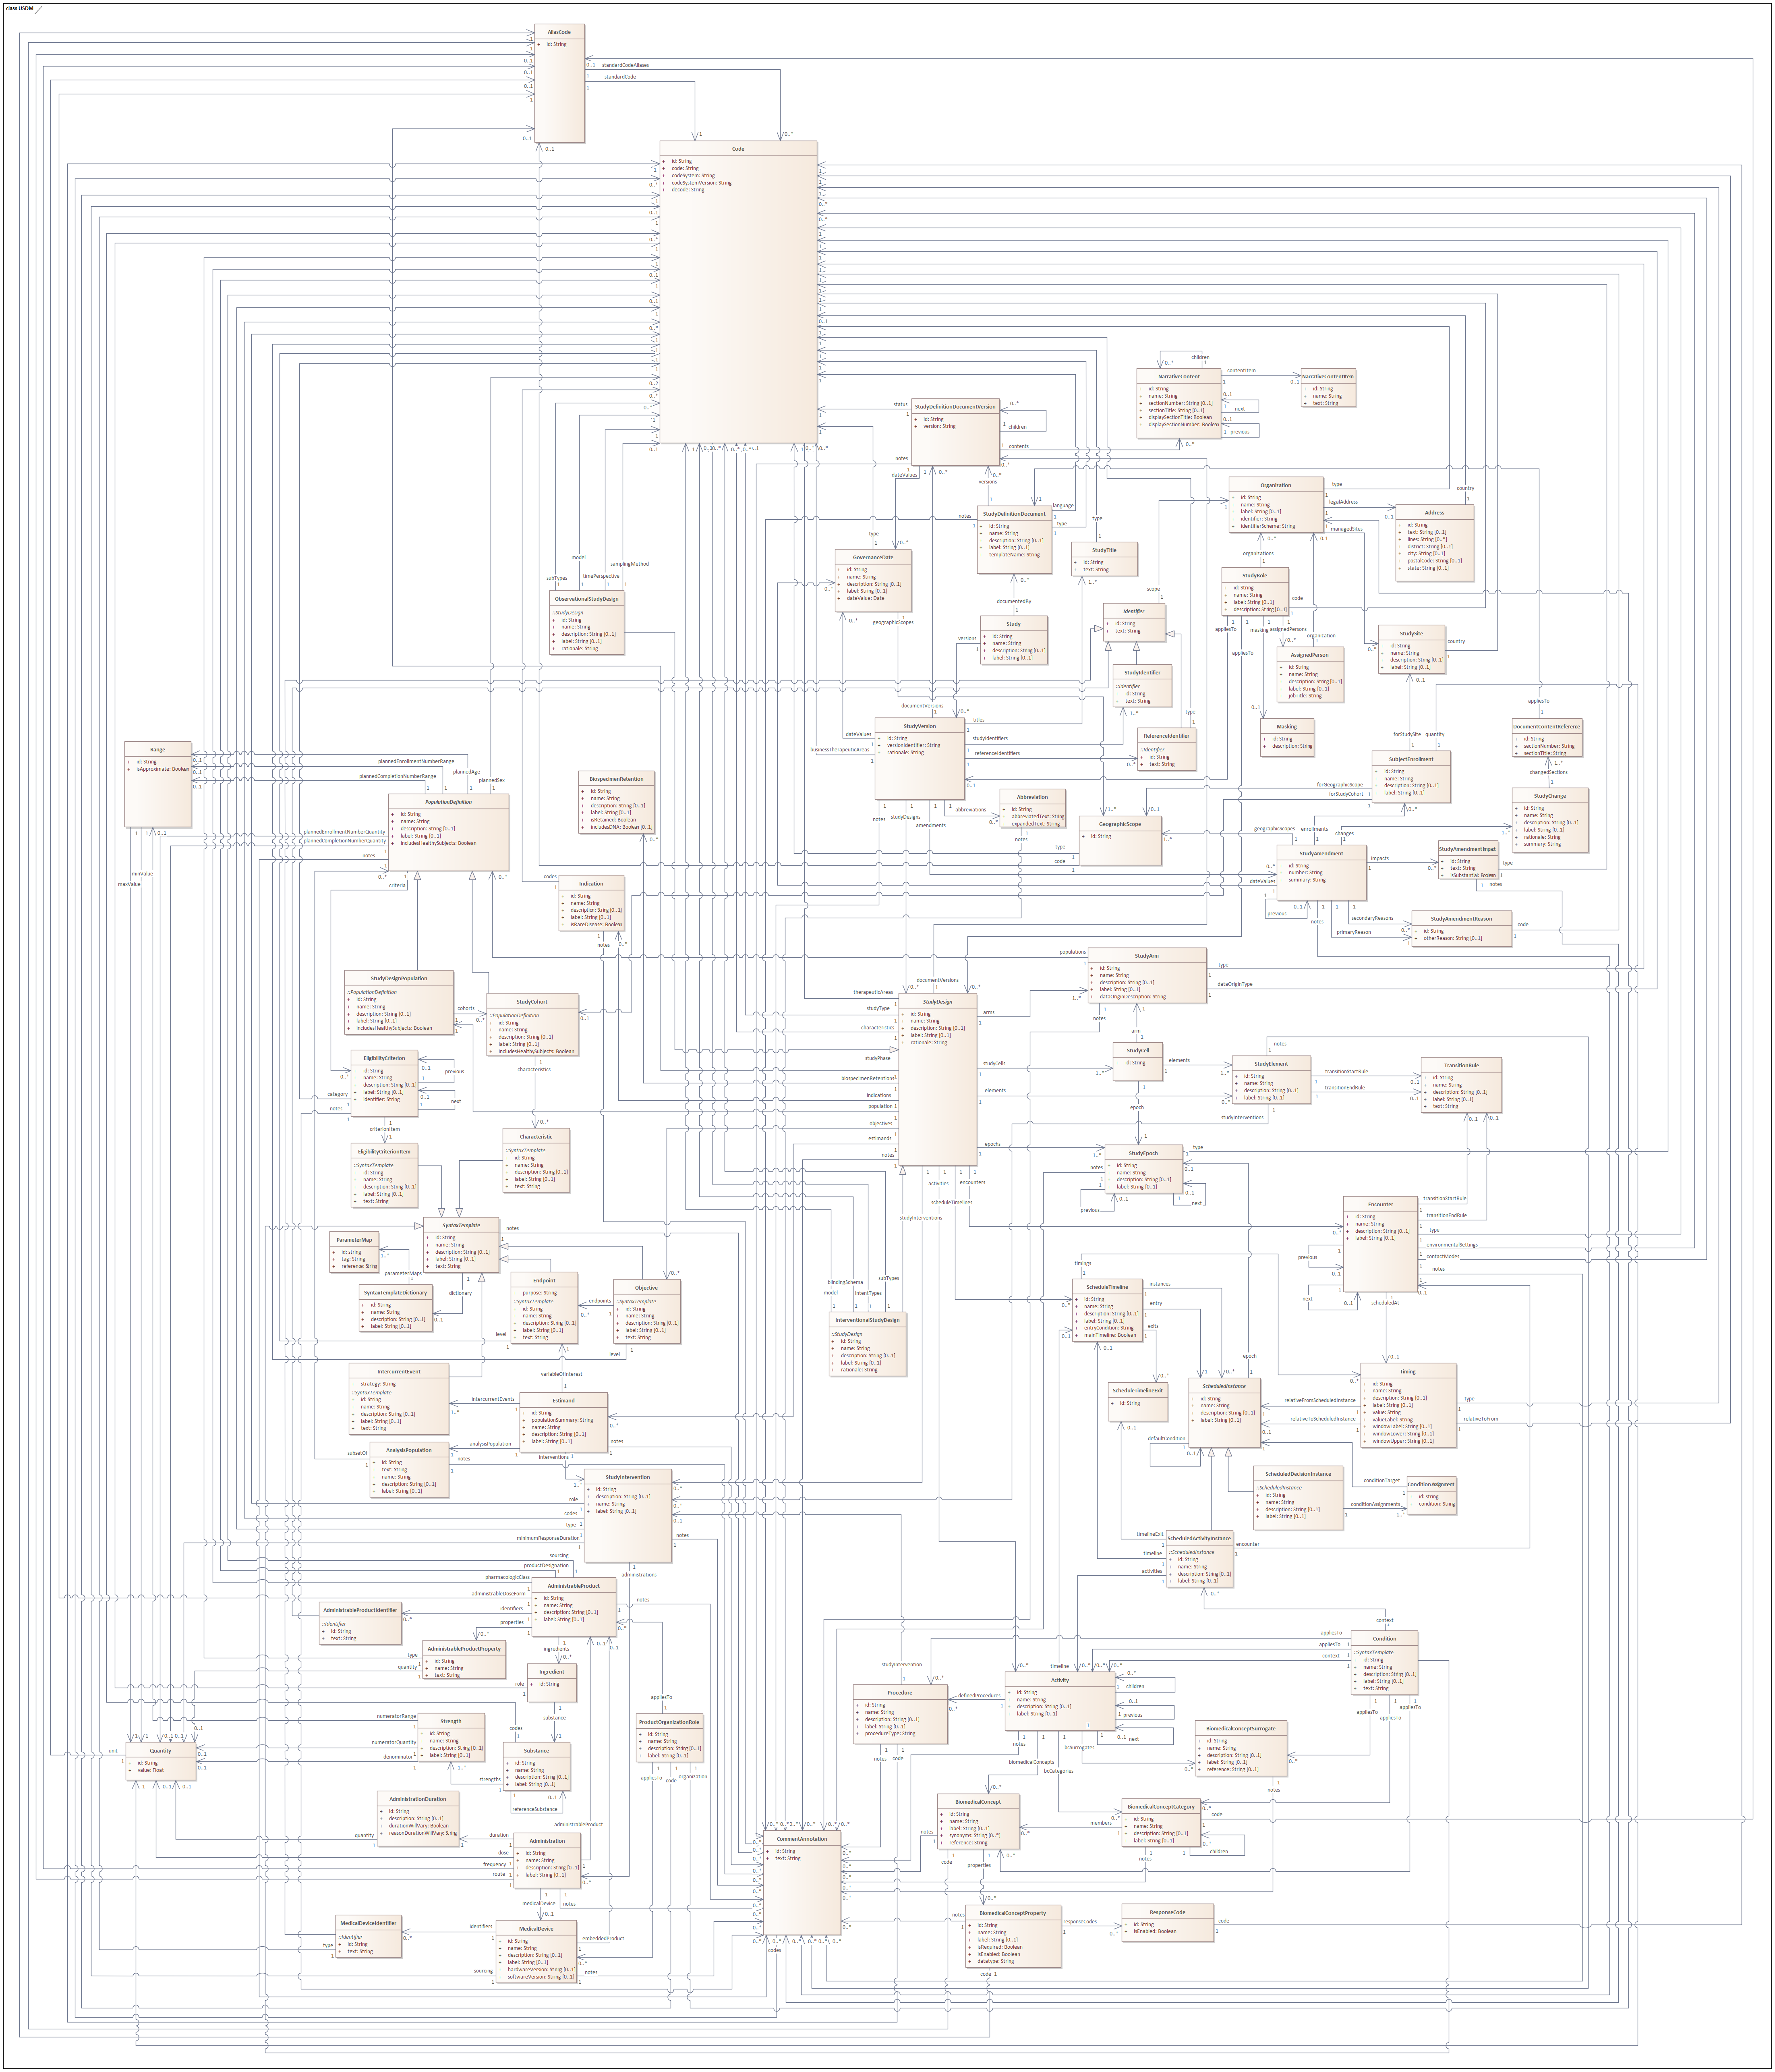 class USDM
AliasCode
+ id: String
standardCodeAliases
standardCode
Code
+ id: String
+ code: String
+ codeSystem: String
+ codeSystemVersion: String
+ decode: String
NarrativeContent
+ id: String
+ name: String
+ sectionNumber: String [0..1]
+ sectionTitle: String [0..1]
+ displaySectionTitle: Boolean
+ displaySectionNumber: Boolean
children
next
previous
contentItem
NarrativeContentItem
+ id: String
+ name: String
+ text: String
StudyDefinitionDocumentVersion
+ id: String
+ version: String
status
children
contents
notes
dateValues
versions
StudyDefinitionDocument
+ id: String
+ name: String
+ description: String [0..1]
+ label: String [0..1]
+ templateName: String
language
type
notes
documentedBy
Organization
+ id: String
+ name: String
+ label: String [0..1]
+ identifier: String
+ identifierScheme: String
type
legalAddress
managedSites
country
Address
+ id: String
+ text: String [0..1]
+ lines: String [0..*]
+ district: String [0..1]
+ city: String [0..1]
+ postalCode: String [0..1]
+ state: String [0..1]
GovernanceDate
+ id: String
+ name: String
+ description: String [0..1]
+ label: String [0..1]
+ dateValue: Date
type
geographicScopes
StudyTitle
+ id: String
+ text: String
type
organizations
StudyRole
+ id: String
+ name: String
+ label: String [0..1]
+ description: String [0..1]
code
appliesTo
masking
assignedPersons
appliesTo
organization
ObservationalStudyDesign
::StudyDesign
+ id: String
+ name: String
+ description: String [0..1]
+ label: String [0..1]
+ rationale: String
subTypes
model
timePerspective
samplingMethod
Identifier
+ id: String
+ text: String
scope
Study
+ id: String
+ name: String
+ description: String [0..1]
+ label: String [0..1]
versions
StudySite
+ id: String
+ name: String
+ description: String [0..1]
+ label: String [0..1]
country
AssignedPerson
+ id: String
+ name: String
+ description: String [0..1]
+ label: String [0..1]
+ jobTitle: String
StudyIdentifier
::Identifier
+ id: String
+ text: String
Masking
+ id: String
+ description: String
ReferenceIdentifier
::Identifier
+ id: String
+ text: String
type
StudyVersion
+ id: String
+ versionIdentifier: String
+ rationale: String
documentVersions
dateValues
businessTherapeuticAreas
titles
studyIdentifiers
referenceIdentifiers
notes
studyDesigns
amendments
abbreviations
Abbreviation
+ id: String
+ abbreviatedText: String
+ expandedText: String
notes
appliesTo
DocumentContentReference
+ id: String
+ sectionNumber: String
+ sectionTitle: String
changedSections
SubjectEnrollment
+ id: String
+ name: String
+ description: String [0..1]
+ label: String [0..1]
forStudySite
quantity
forGeographicScope
forStudyCohort
StudyChange
+ id: String
+ name: String
+ description: String [0..1]
+ label: String [0..1]
+ rationale: String
+ summary: String
GeographicScope
+ id: String
type
code
StudyAmendment
+ id: String
+ number: String
+ summary: String
geographicScopes
enrollments
changes
impacts
dateValues
previous
notes
secondaryReasons
primaryReason
StudyAmendmentImpact
+ id: String
+ text: String
+ isSubstantial: Boolean
type
notes
StudyAmendmentReason
+ id: String
+ otherReason: String [0..1]
code
Range
+ id: String
+ isApproximate: Boolean
minValue
maxValue
PopulationDefinition
+ id: String
+ name: String
+ description: String [0..1]
+ label: String [0..1]
+ includesHealthySubjects: Boolean
plannedEnrollmentNumberRange
plannedCompletionNumberRange
plannedAge
plannedSex
plannedEnrollmentNumberQuantity
plannedCompletionNumberQuantity
notes
criteria
BiospecimenRetention
+ id: String
+ name: String
+ description: String [0..1]
+ label: String [0..1]
+ isRetained: Boolean
+ includesDNA: Boolean [0..1]
Indication
+ id: String
+ name: String
+ description: String [0..1]
+ label: String [0..1]
+ isRareDisease: Boolean
codes
notes
StudyDesignPopulation
::PopulationDefinition
+ id: String
+ name: String
+ description: String [0..1]
+ label: String [0..1]
+ includesHealthySubjects: Boolean
cohorts
StudyCohort
::PopulationDefinition
+ id: String
+ name: String
+ description: String [0..1]
+ label: String [0..1]
+ includesHealthySubjects: Boolean
characteristics
StudyDesign
+ id: String
+ name: String
+ description: String [0..1]
+ label: String [0..1]
+ rationale: String
documentVersions
therapeuticAreas
studyType
characteristics
studyPhase
biospecimenRetentions
indications
population
objectives
estimands
notes
arms
studyCells
elements
epochs
activities
encounters
scheduleTimelines
studyInterventions
StudyArm
+ id: String
+ name: String
+ description: String [0..1]
+ label: String [0..1]
+ dataOriginDescription: String
populations
type
dataOriginType
notes
arm
StudyCell
+ id: String
elements
epoch
StudyElement
+ id: String
+ name: String
+ description: String [0..1]
+ label: String [0..1]
notes
transitionStartRule
transitionEndRule
studyInterventions
TransitionRule
+ id: String
+ name: String
+ description: String [0..1]
+ label: String [0..1]
+ text: String
StudyEpoch
+ id: String
+ name: String
+ description: String [0..1]
+ label: String [0..1]
type
notes
previous
next
EligibilityCriterion
+ id: String
+ name: String
+ description: String [0..1]
+ label: String [0..1]
+ identifier: String
previous
next
category
notes
criterionItem
EligibilityCriterionItem
::SyntaxTemplate
+ id: String
+ name: String
+ description: String [0..1]
+ label: String [0..1]
+ text: String
Characteristic
::SyntaxTemplate
+ id: String
+ name: String
+ description: String [0..1]
+ label: String [0..1]
+ text: String
SyntaxTemplate
+ id: String
+ name: String
+ description: String [0..1]
+ label: String [0..1]
+ text: String
notes
dictionary
ParameterMap
+ id: string
+ tag: String
+ reference: String
parameterMaps
SyntaxTemplateDictionary
+ id: String
+ name: String
+ description: String [0..1]
+ label: String [0..1]
Endpoint
+ purpose: String
::SyntaxTemplate
+ id: String
+ name: String
+ description: String [0..1]
+ label: String [0..1]
+ text: String
endpoints
level
Objective
::SyntaxTemplate
+ id: String
+ name: String
+ description: String [0..1]
+ label: String [0..1]
+ text: String
level
InterventionalStudyDesign
::StudyDesign
+ id: String
+ name: String
+ description: String [0..1]
+ label: String [0..1]
+ rationale: String
blindingSchema
model
intentTypes
subTypes
Encounter
+ id: String
+ name: String
+ description: String [0..1]
+ label: String [0..1]
transitionStartRule
transitionEndRule
type
environmentalSettings
contactModes
notes
previous
next
scheduledAt
ScheduleTimeline
+ id: String
+ name: String
+ description: String [0..1]
+ label: String [0..1]
+ entryCondition: String
+ mainTimeline: Boolean
timings
instances
entry
exits
ScheduleTimelineExit
+ id: String
ScheduledInstance
+ id: String
+ name: String
+ description: String [0..1]
+ label: String [0..1]
epoch
defaultCondition
relativeFromScheduledInstance
relativeToScheduledInstance
Timing
+ id: String
+ name: String
+ description: String [0..1]
+ label: String [0..1]
+ value: String
+ valueLabel: String
+ windowLabel: String [0..1]
+ windowLower: String [0..1]
+ windowUpper: String [0..1]
type
relativeToFrom
IntercurrentEvent
+ strategy: String
::SyntaxTemplate
+ id: String
+ name: String
+ description: String [0..1]
+ label: String [0..1]
+ text: String
Estimand
+ id: String
+ populationSummary: String
+ name: String
+ description: String [0..1]
+ label: String [0..1]
variableOfInterest
intercurrentEvents
analysisPopulation
interventions
notes
AnalysisPopulation
+ id: String
+ text: String
+ name: String
+ description: String [0..1]
+ label: String [0..1]
subsetOf
notes
ScheduledDecisionInstance
::ScheduledInstance
+ id: String
+ name: String
+ description: String [0..1]
+ label: String [0..1]
conditionAssignments
conditionTarget
ConditionAssignment
+ id: string
+ condition: String
ScheduledActivityInstance
::ScheduledInstance
+ id: String
+ name: String
+ description: String [0..1]
+ label: String [0..1]
timelineExit
timeline
activities
encounter
StudyIntervention
+ id: String
+ description: String [0..1]
+ name: String
+ label: String [0..1]
role
codes
type
minimumResponseDuration
notes
administrations
AdministrableProduct
+ id: String
+ name: String
+ description: String [0..1]
+ label: String [0..1]
sourcing
productDesignation
pharmacologicClass
administrableDoseForm
identifiers
properties
notes
ingredients
AdministrableProductIdentifier
::Identifier
+ id: String
+ text: String
AdministrableProductProperty
+ id: String
+ name: String
+ text: String
type
quantity
Ingredient
+ id: String
role
substance
Strength
+ id: String
+ name: String
+ description: String [0..1]
+ label: String [0..1]
numeratorRange
numeratorQuantity
denominator
Substance
+ id: String
+ name: String
+ description: String [0..1]
+ label: String [0..1]
codes
strengths
referenceSubstance
ProductOrganizationRole
+ id: String
+ name: String
+ description: String [0..1]
+ label: String [0..1]
appliesTo
appliesTo
code
organization
Quantity
+ id: String
+ value: Float
unit
AdministrationDuration
+ id: String
+ description: String [0..1]
+ durationWillVary: Boolean
+ reasonDurationWillVary: String
quantity
Administration
+ id: String
+ name: String
+ description: String [0..1]
+ label: String [0..1]
administrableProduct
duration
dose
frequency
route
medicalDevice
notes
MedicalDeviceIdentifier
::Identifier
+ id: String
+ text: String
type
MedicalDevice
+ id: String
+ name: String
+ description: String [0..1]
+ label: String [0..1]
+ hardwareVersion: String [0..1]
+ softwareVersion: String [0..1]
identifiers
embeddedProduct
sourcing
notes
CommentAnnotation
+ id: String
+ text: String
codes
Procedure
+ id: String
+ name: String
+ description: String [0..1]
+ label: String [0..1]
+ procedureType: String
studyIntervention
notes
code
Activity
+ id: String
+ name: String
+ description: String [0..1]
+ label: String [0..1]
timeline
definedProcedures
children
previous
next
notes
biomedicalConcepts
bcSurrogates
bcCategories
Condition
::SyntaxTemplate
+ id: String
+ name: String
+ description: String [0..1]
+ label: String [0..1]
+ text: String
context
appliesTo
appliesTo
context
appliesTo
appliesTo
appliesTo
BiomedicalConceptSurrogate
+ id: String
+ name: String
+ description: String [0..1]
+ label: String [0..1]
+ reference: String [0..1]
notes
BiomedicalConcept
+ id: String
+ name: String
+ label: String [0..1]
+ synonyms: String [0..*]
+ reference: String
notes
code
properties
BiomedicalConceptCategory
+ id: String
+ name: String
+ description: String [0..1]
+ label: String [0..1]
members
code
children
notes
BiomedicalConceptProperty
+ id: String
+ name: String
+ label: String [0..1]
+ isRequired: Boolean
+ isEnabled: Boolean
+ datatype: String
notes
responseCodes
code
ResponseCode
+ id: String
+ isEnabled: Boolean
code